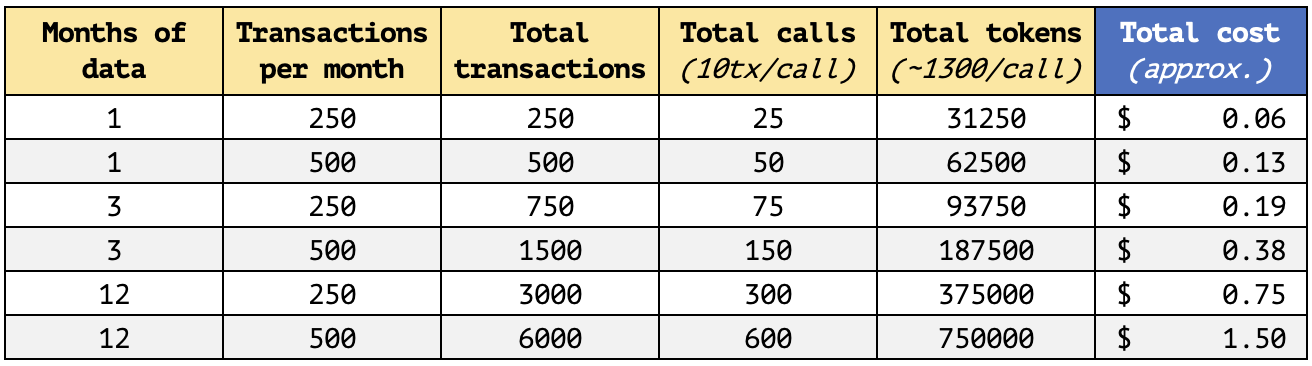 Months of data Transactions per month Total transactions Total calls (10tx/call) Total tokens (~1300/call) Total cost (approx.)
1 250 250 25 31250 $ 0.06
1 500 500 50 62500 $ 0.13
3 250 750 75 93750 $ 0.19
3 500 1500 150 187500 $ 0.38
12 250 3000 300 375000 $ 0.75
12 500 6000 600 750000 $ 1.50